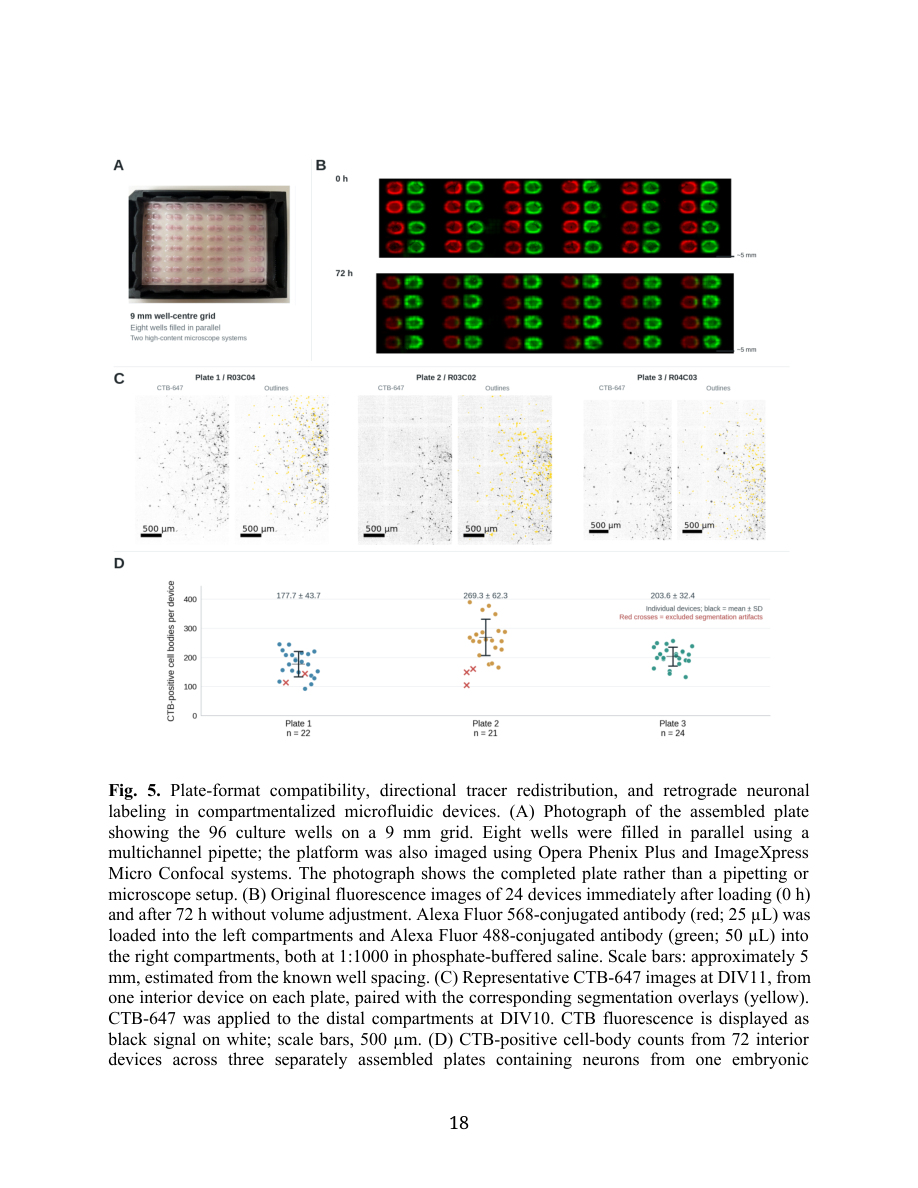 A
B
0 h
~5 mm
72 h
~5 mm
9 mm well-centre grid
Eight wells filled in parallel
Two high-content microscope systems
C
Plate 1 / R03C04
CTB-647 Outlines
500 µm
500 µm
Plate 2 / R03C02
CTB-647 Outlines
500 µm
500 µm
Plate 3 / R04C03
CTB-647 Outlines
500 µm
500 µm
D
CTB-positive cell bodies per device
400
300
200
100
0
177.7 ± 43.7
269.3 ± 62.3
203.6 ± 32.4
Individual devices; black = mean ± SD
Red crosses = excluded segmentation artifacts
Plate 1
n = 22
Plate 2
n = 21
Plate 3
n = 24
Fig. 5. Plate-format compatibility, directional tracer redistribution, and retrograde neuronal
labeling in compartmentalized microfluidic devices. (A) Photograph of the assembled plate
showing the 96 culture wells on a 9 mm grid. Eight wells were filled in parallel using a
multichannel pipette; the platform was also imaged using Opera Phenix Plus and ImageXpress
Micro Confocal systems. The photograph shows the completed plate rather than a pipetting or
microscope setup. (B) Original fluorescence images of 24 devices immediately after loading (0 h)
and after 72 h without volume adjustment. Alexa Fluor 568-conjugated antibody (red; 25 µL) was
loaded into the left compartments and Alexa Fluor 488-conjugated antibody (green; 50 µL) into
the right compartments, both at 1:1000 in phosphate-buffered saline. Scale bars: approximately 5
mm, estimated from the known well spacing. (C) Representative CTB-647 images at DIV11, from
one interior device on each plate, paired with the corresponding segmentation overlays (yellow).
CTB-647 was applied to the distal compartments at DIV10. CTB fluorescence is displayed as
black signal on white; scale bars, 500 µm. (D) CTB-positive cell-body counts from 72 interior
devices across three separately assembled plates containing neurons from one embryonic
18